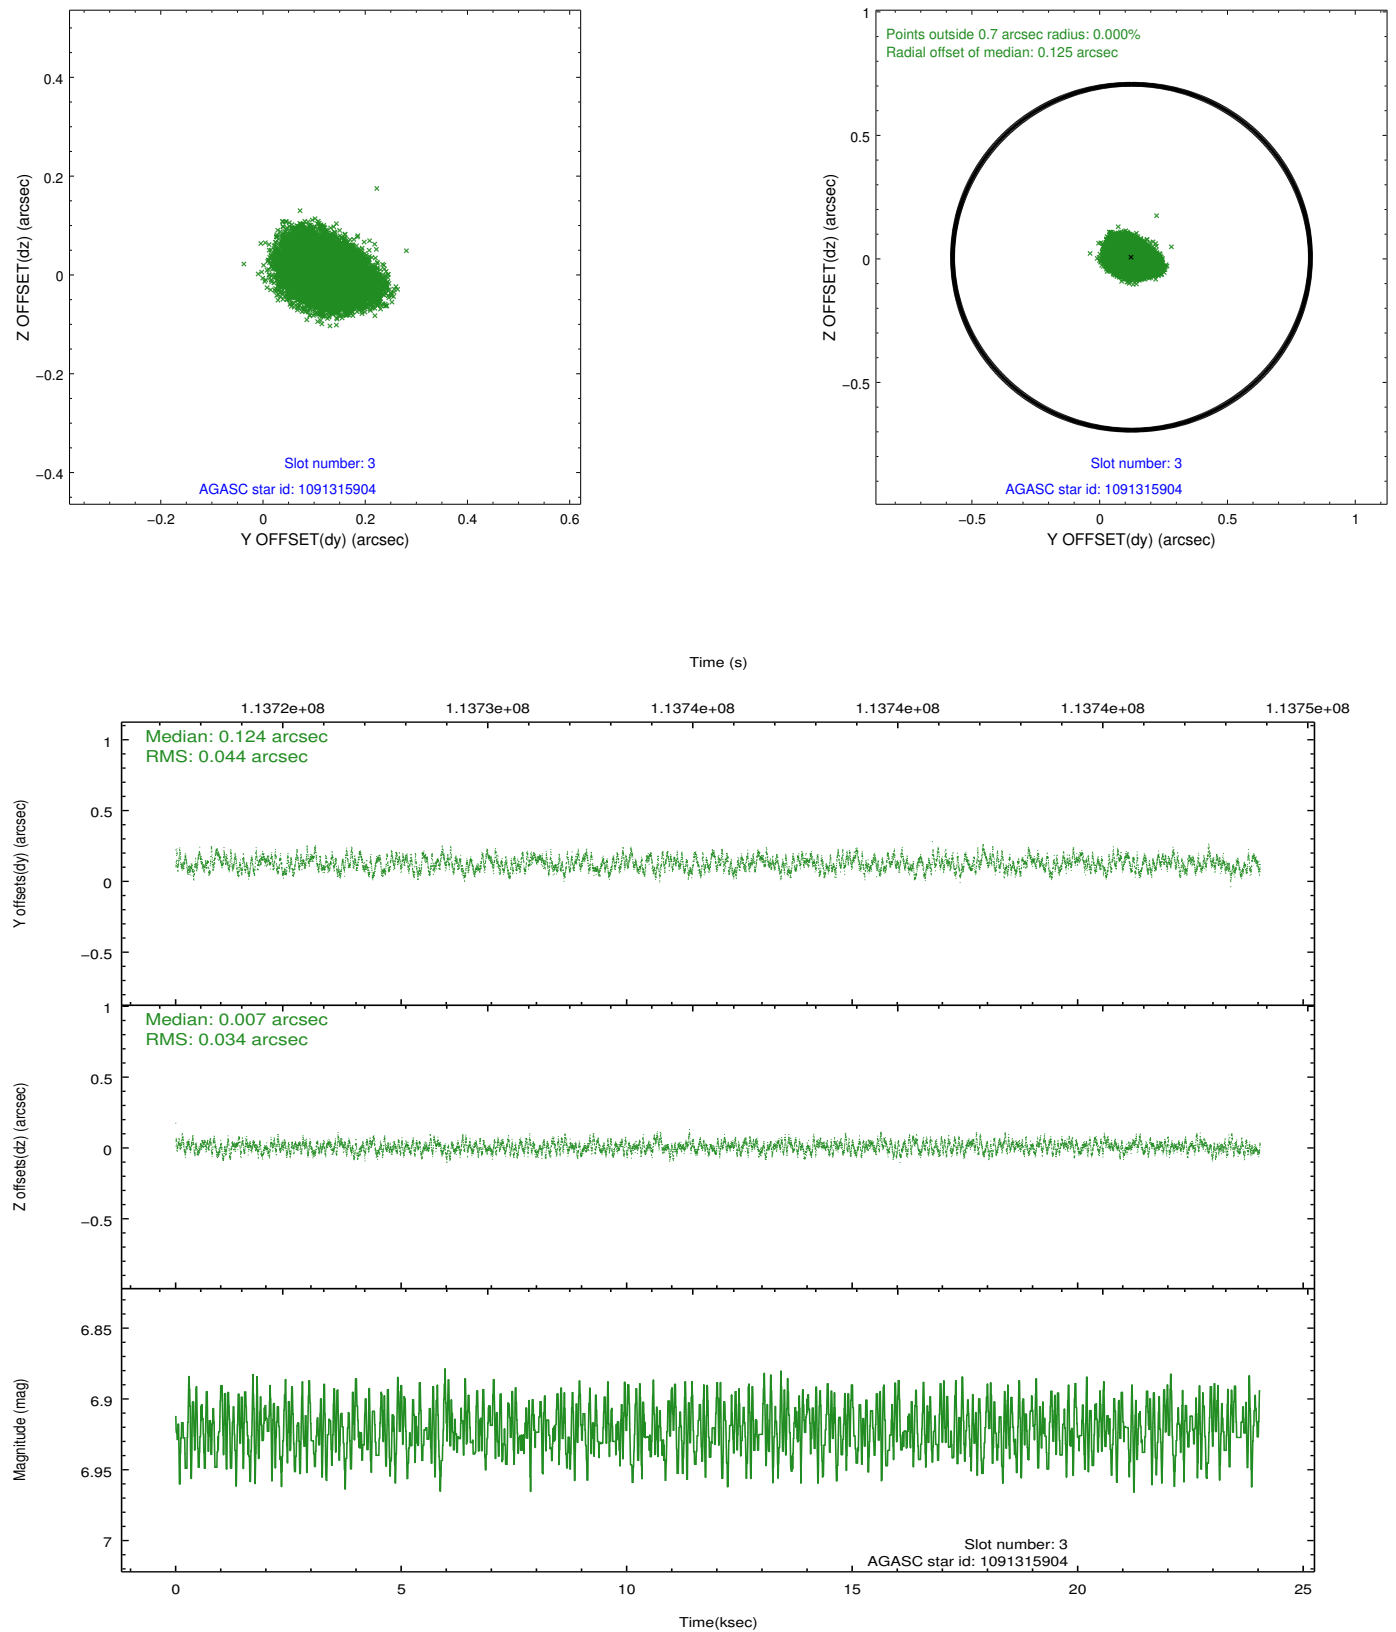 0.4
0.2
0
−0.2
−0.4
Z OFFSET(dz) (arcsec)
Slot number: 3
AGASC star id: 1091315904
−0.2
0
0.2
0.4
0.6
Y OFFSET(dy) (arcsec)
Points outside 0.7 arcsec radius: 0.000%
Radial offset of median: 0.125 arcsec
1
0.5
0
−0.5
Z OFFSET(dz) (arcsec)
Slot number: 3
AGASC star id: 1091315904
−0.5
0
0.5
1
Y OFFSET(dy) (arcsec)
Time (s)
1.1372e+08
1.1373e+08
1.1374e+08
1.1374e+08
1.1374e+08
1.1375e+08
Median: 0.124 arcsec
RMS: 0.044 arcsec
1
0.5
0
−0.5
Y offsets(dy) (arcsec)
Median: 0.007 arcsec
RMS: 0.034 arcsec
1
0.5
0
−0.5
Z offsets(dz) (arcsec)
6.85
6.9
6.95
7
Magnitude (mag)
Slot number: 3
AGASC star id: 1091315904
0
5
10
15
20
25
Time(ksec)